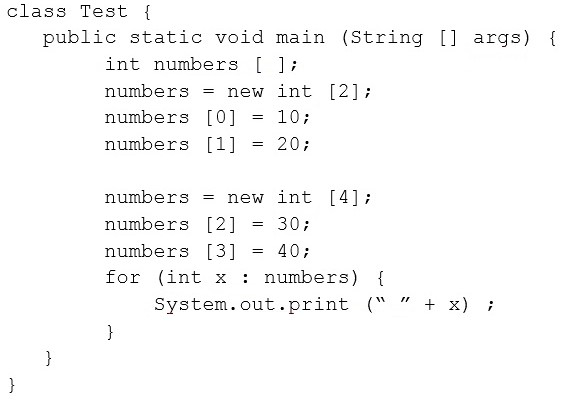 class Test {
public static void main (String [] args) {
int numbers [ ];
numbers = new int [2];
numbers [0] = 10;
numbers [1] = 20;
numbers = new int [4];
numbers [2] = 30;
numbers [3] = 40;
for (int x : numbers) {
System.out.print (“ ” + x) ;
}
}
}